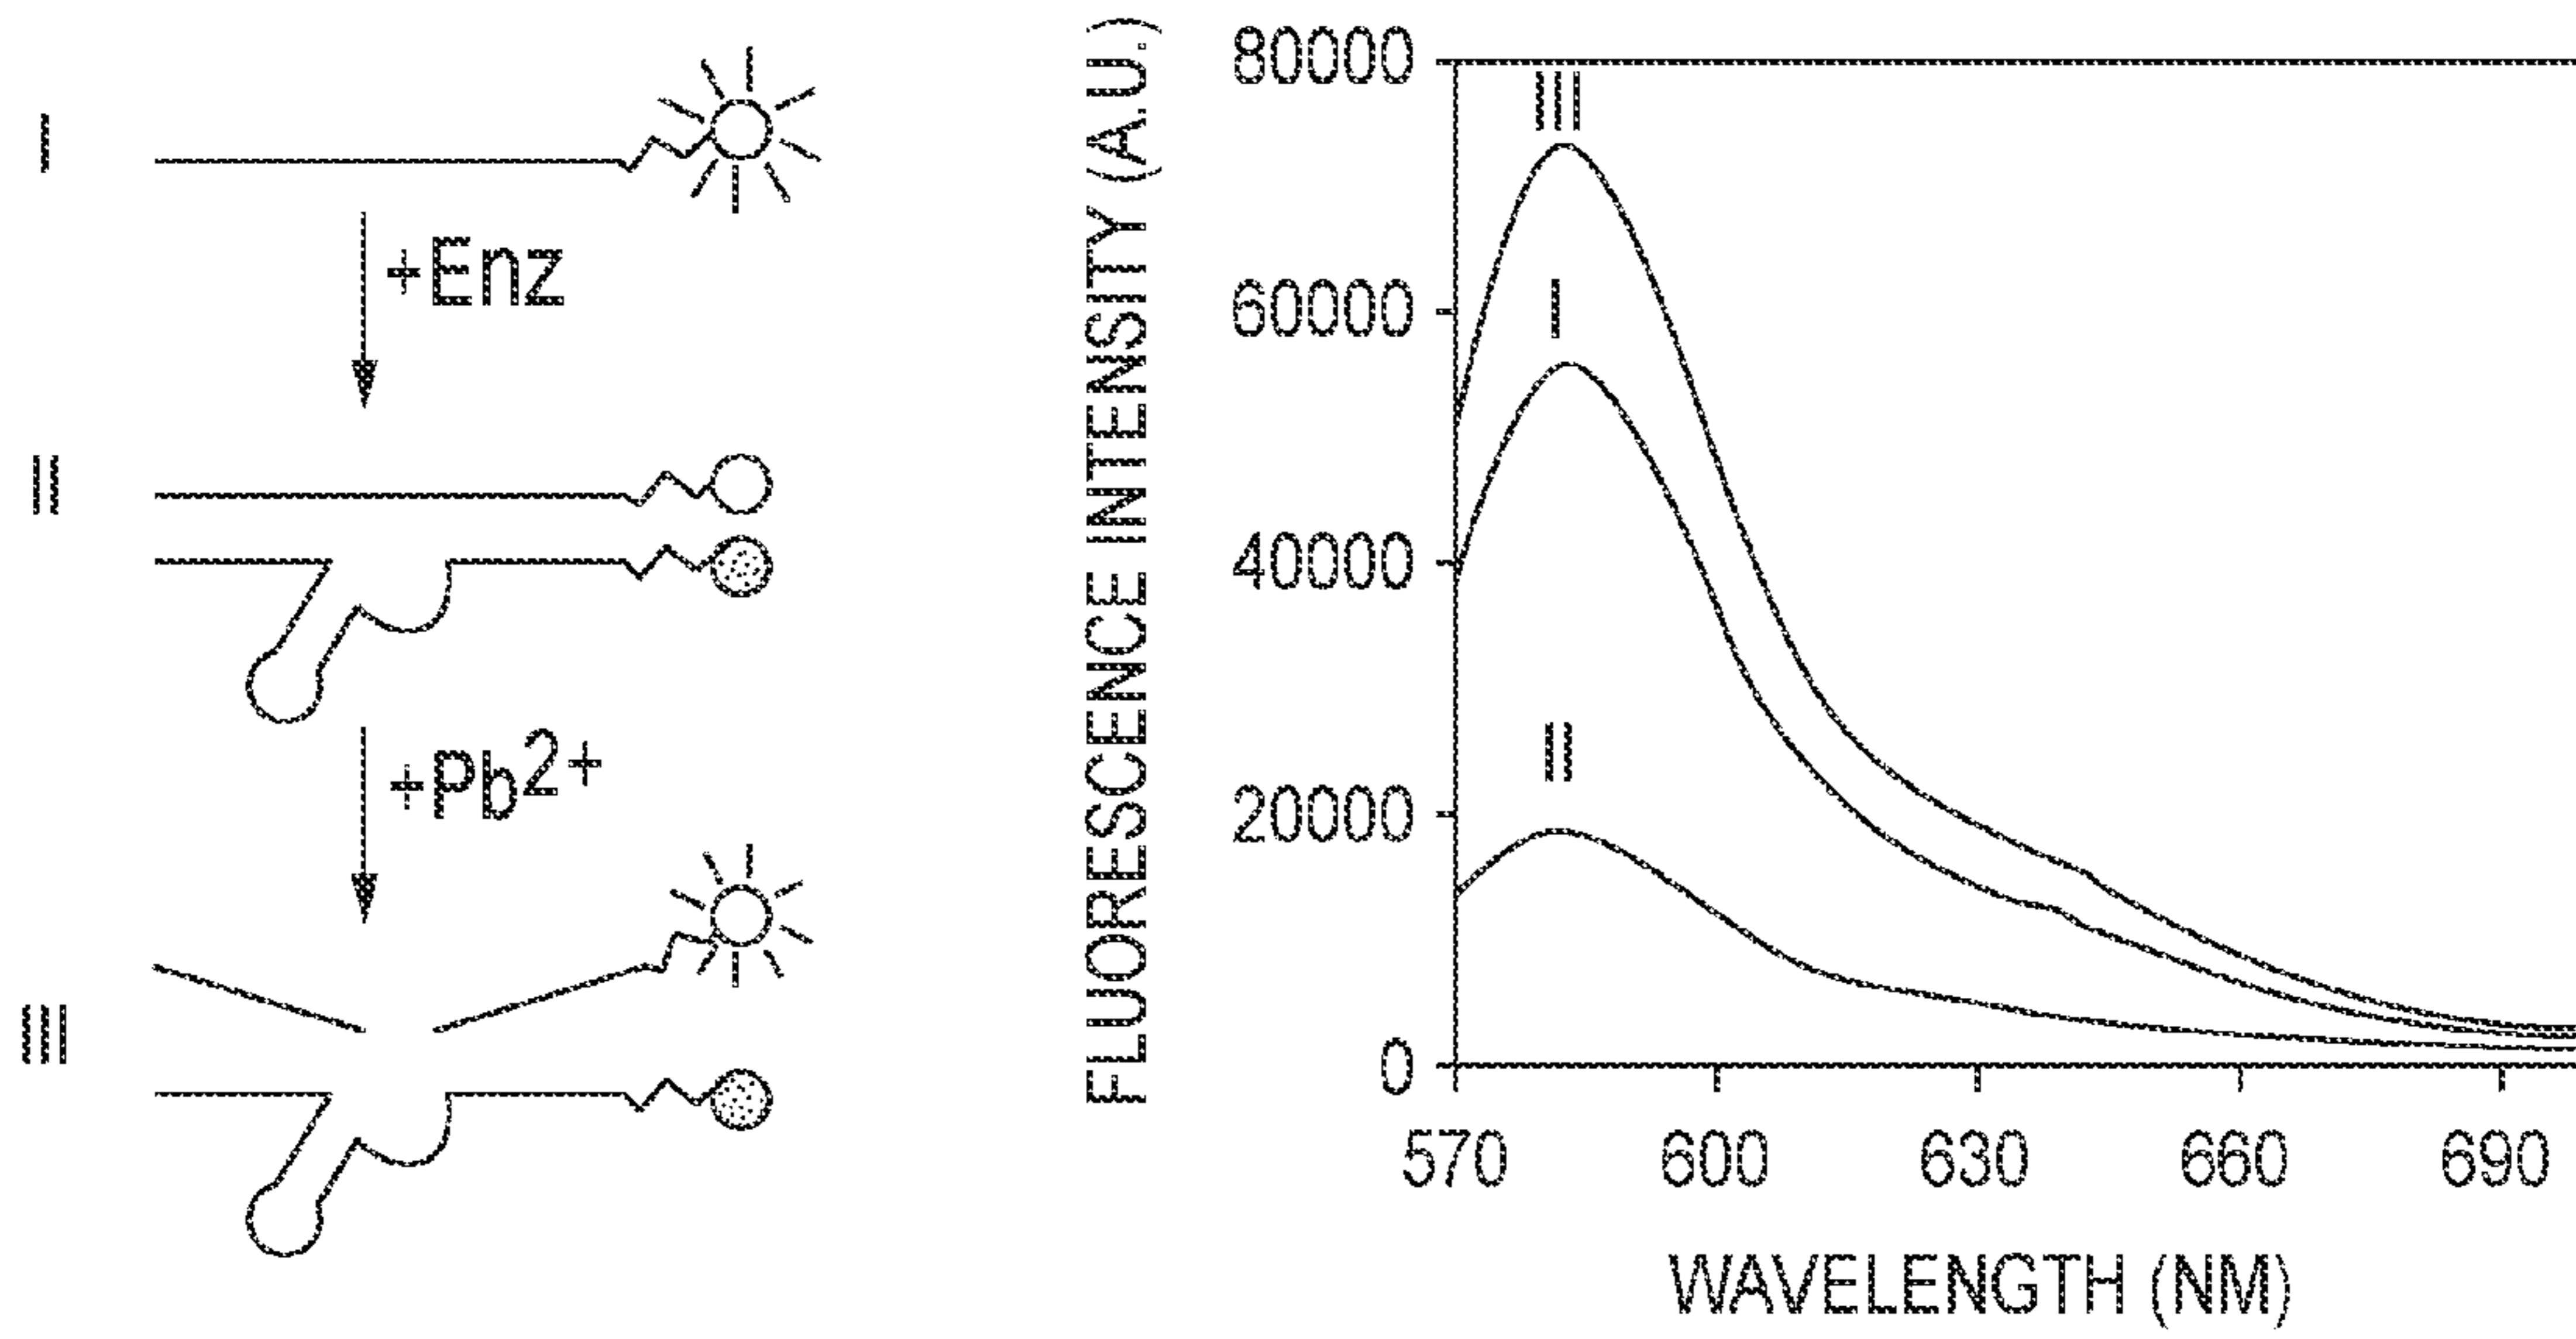 I
+Enz
II
+Pb2+
III
FLUORESCENCE INTENSITY (A.U.)
80000
60000
40000
20000
0
III
I
II
570 600 630 660 690
WAVELENGTH (NM)